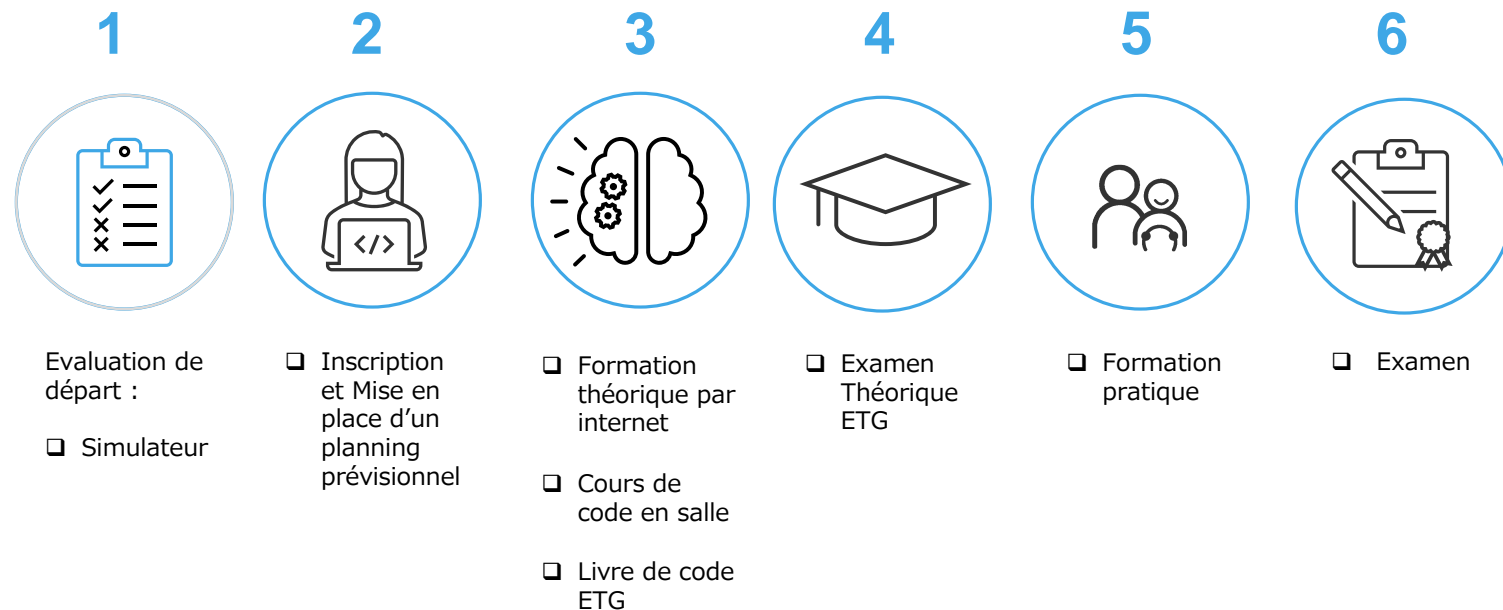 1
2
3
4
5
6
</>
Evaluation de
départ :
❑ Simulateur
❑ Inscription
et Mise en
place d’un
planning
prévisionnel
❑ Formation
théorique par
internet
❑ Cours de
code en salle
❑ Livre de code
ETG
❑ Examen
Théorique
ETG
❑ Formation
pratique
❑ Examen